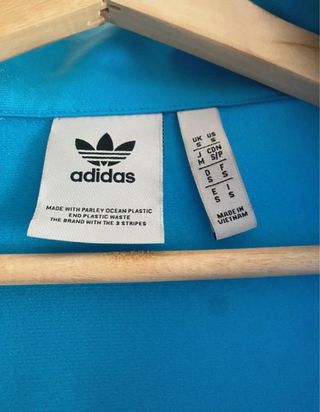 adidas
MADE WITH PARLEY OCEAN PLASTIC
END PLASTIC WASTE
THE BRAND WITH THE 3 STRIPES
UK US
S S
J CDN
M S/P
D F
S S
E I
S S
MADE IN
VIETNAM